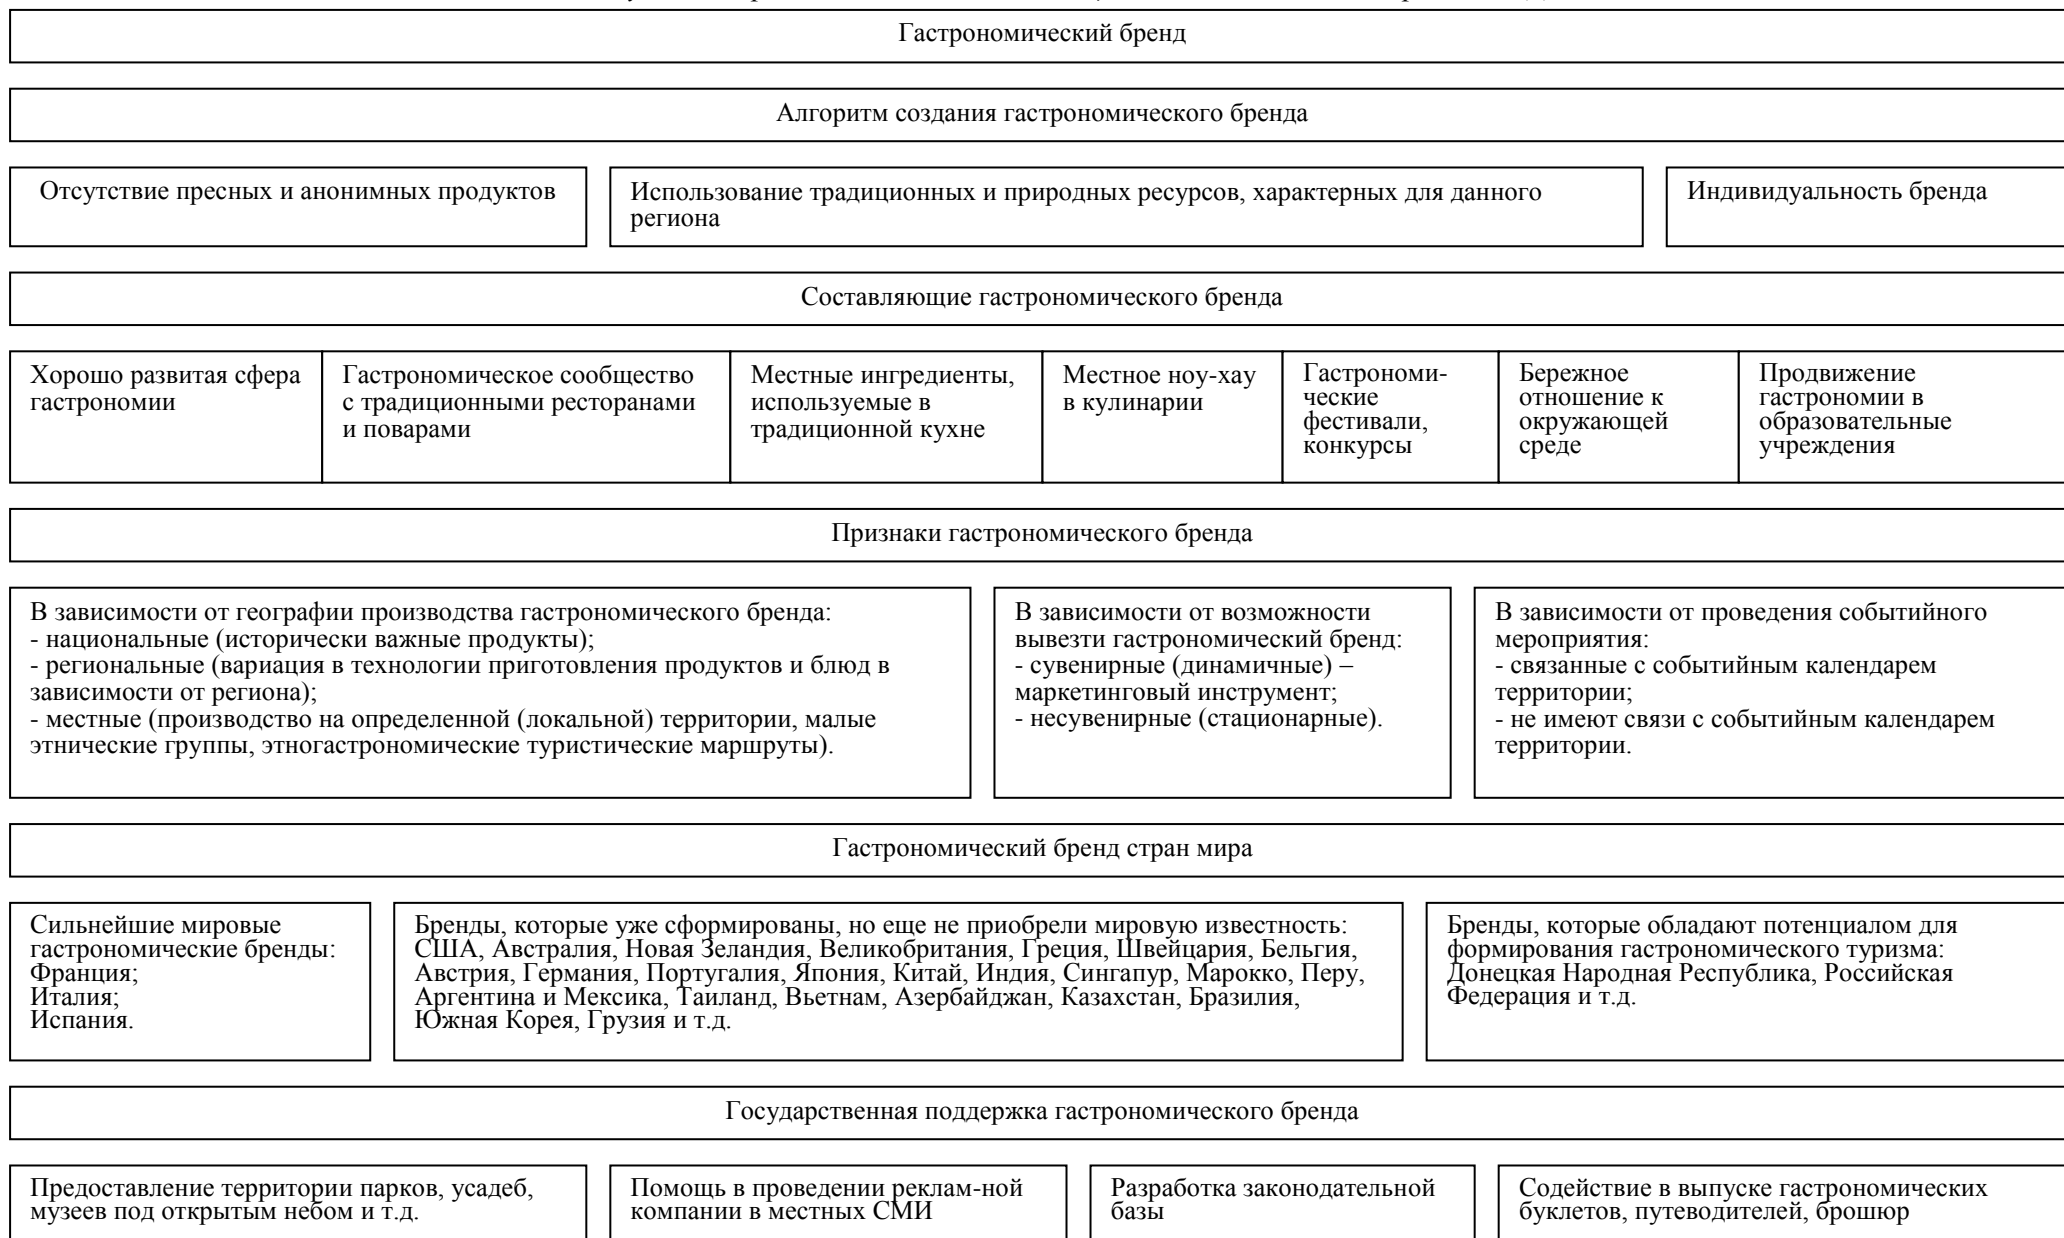 Гастрономический бренд
Алгоритм создания гастрономического бренда
Отсутствие пресных и анонимных продуктов
Использование традиционных и природных ресурсов, характерных для данного
региона
Индивидуальность бренда
Составляющие гастрономического бренда
Хорошо развитая сфера
гастрономии
Гастрономическое сообщество
с традиционными ресторанами
и поварами
Местные ингредиенты,
используемые в
традиционной кухне
Местное ноу-хау
в кулинарии
Гастрономи-
ческие
фестивали,
конкурсы
Бережное
отношение к
окружающей
среде
Продвижение
гастрономии в
образовательные
учреждения
Признаки гастрономического бренда
В зависимости от географии производства гастрономического бренда:
- национальные (исторически важные продукты);
- региональные (вариация в технологии приготовления продуктов и блюд в
зависимости от региона);
- местные (производство на определенной (локальной) территории, малые
этнические группы, этногастрономические туристические маршруты).
В зависимости от возможности
вывезти гастрономический бренд:
- сувенирные (динамичные) –
маркетинговый инструмент;
- несувенирные (стационарные).
В зависимости от проведения событийного
мероприятия:
- связанные с событийным календарем
территории;
- не имеют связи с событийным календарем
территории.
Гастрономический бренд стран мира
Сильнейшие мировые
гастрономические бренды:
Франция;
Италия;
Испания.
Бренды, которые уже сформированы, но еще не приобрели мировую известность:
США, Австралия, Новая Зеландия, Великобритания, Греция, Швейцария, Бельгия,
Австрия, Германия, Португалия, Япония, Китай, Индия, Сингапур, Марокко, Перу,
Аргентина и Мексика, Таиланд, Вьетнам, Азербайджан, Казахстан, Бразилия,
Южная Корея, Грузия и т.д.
Бренды, которые обладают потенциалом для
формирования гастрономического туризма:
Донецкая Народная Республика, Российская
Федерация и т.д.
Государственная поддержка гастрономического бренда
Предоставление территории парков, усадеб,
музеев под открытым небом и т.д.
Помощь в проведении реклам-ной
компании в местных СМИ
Разработка законодательной
базы
Содействие в выпуске гастрономических
буклетов, путеводителей, брошюр